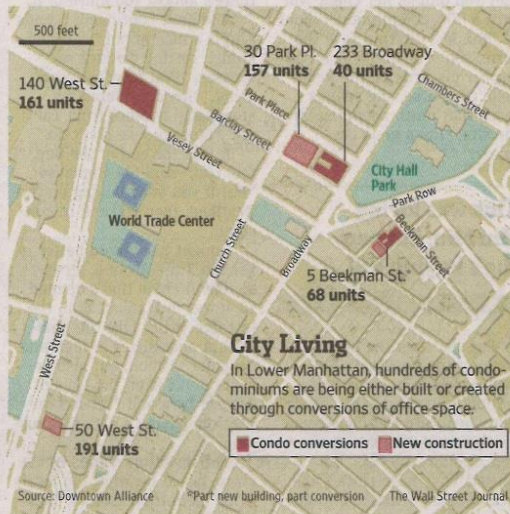 500 feet
140 West St.
161 units
30 Park Pl.
157 units
233 Broadway
40 units
Chambers Street
Park Place
Barclay Street
Vesey Street
City Hall
Park
Park Row
World Trade Center
Church Street
Broadway
Beekman Street
5 Beekman St.*
68 units
West Street
City Living
In Lower Manhattan, hundreds of condo-
miniums are being either built or created
through conversions of office space.
Condo conversions New construction
50 West St.
191 units
Source: Downtown Alliance *Part new building, part conversion The Wall Street Journal